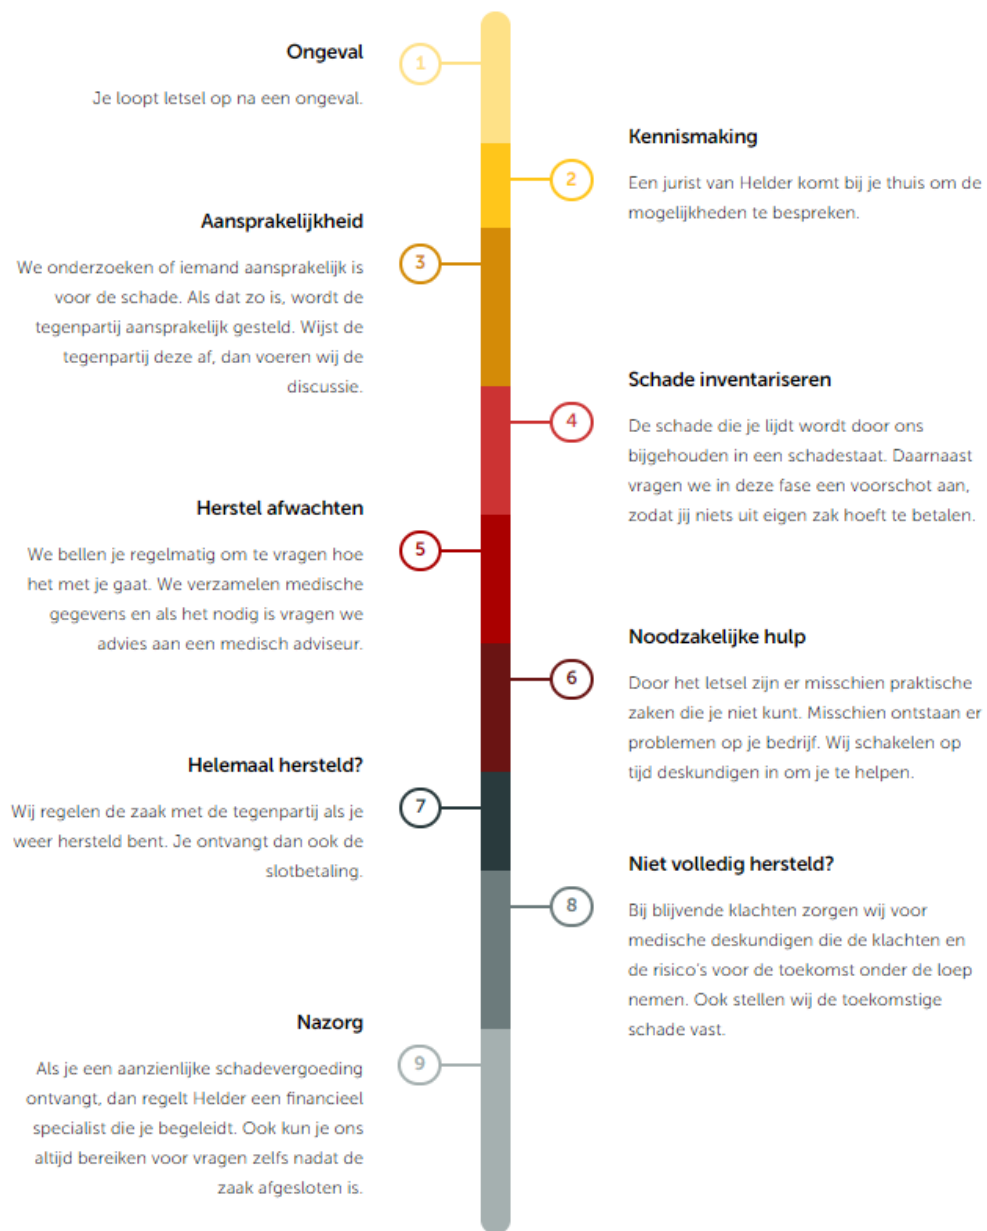 Ongeval
1
Je loopt letsel op na een ongeval.
Kennismaking
2
Een jurist van Helder komt bij je thuis om de
mogelijkheden te bespreken.
Aansprakelijkheid
3
We onderzoeken of iemand aansprakelijk is
voor de schade. Als dat zo is, wordt de
tegenpartij aansprakelijk gesteld. Wijst de
tegenpartij deze af, dan voeren wij de
discussie.
Schade inventariseren
4
De schade die je lijdt wordt door ons
bijgehouden in een schadestaat. Daarnaast
vragen we in deze fase een voorschot aan,
zodat jij niets uit eigen zak hoeft te betalen.
Herstel afwachten
5
We bellen je regelmatig om te vragen hoe
het met je gaat. We verzamelen medische
gegevens en als het nodig is vragen we
advies aan een medisch adviseur.
Noodzakelijke hulp
6
Door het letsel zijn er misschien praktische
zaken die je niet kunt. Misschien ontstaan er
problemen op je bedrijf. Wij schakelen op
tijd deskundigen in om je te helpen.
Helemaal hersteld?
7
Wij regelen de zaak met de tegenpartij als je
weer hersteld bent. Je ontvangt dan ook de
slotbetaling.
Niet volledig hersteld?
8
Bij blijvende klachten zorgen wij voor
medische deskundigen die de klachten en
de risico's voor de toekomst onder de loep
nemen. Ook stellen wij de toekomstige
schade vast.
Nazorg
9
Als je een aanzienlijke schadevergoeding
ontvangt, dan regelt Helder een financieel
specialist die je begeleidt. Ook kun je ons
altijd bereiken voor vragen zelfs nadat de
zaak afgesloten is.